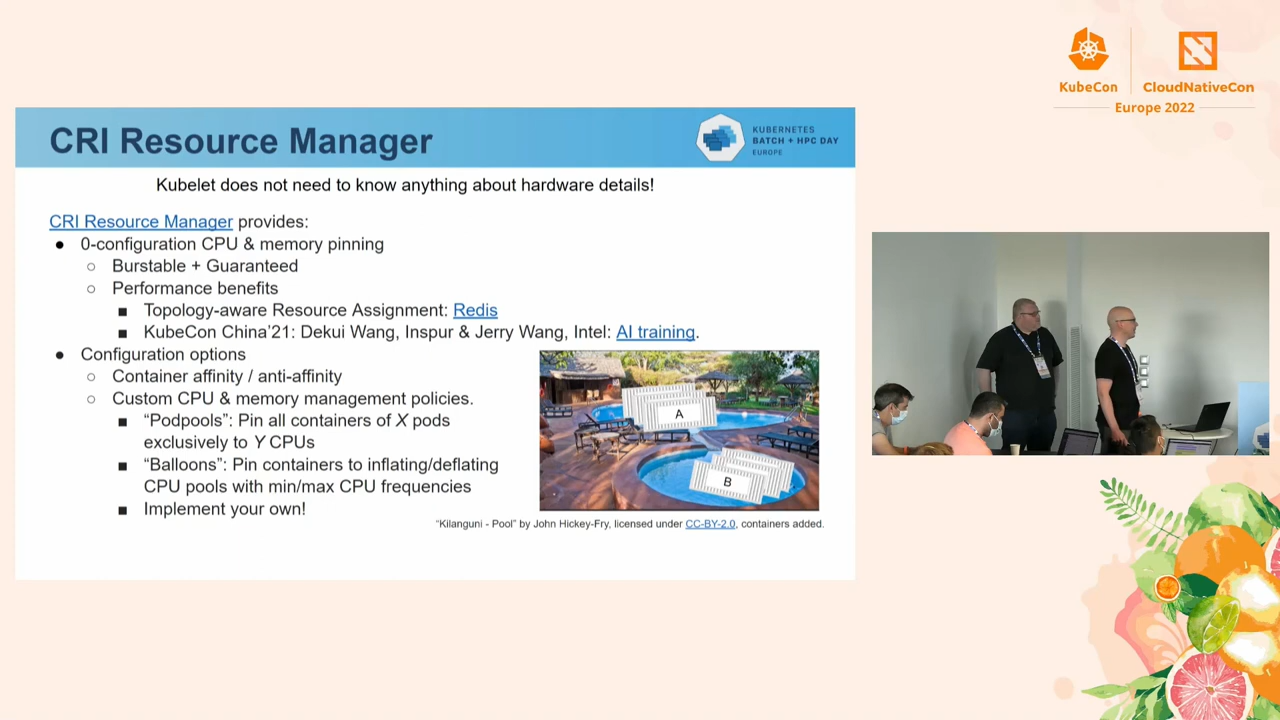 KubeCon
CloudNativeCon
Europe 2022
CRI Resource Manager
KUBERNETES
BATCH + HPC DAY
EUROPE
Kubelet does not need to know anything about hardware details!
CRI Resource Manager provides:
● 0-configuration CPU & memory pinning
○ Burstable + Guaranteed
○ Performance benefits
■ Topology-aware Resource Assignment: Redis
■ KubeCon China'21: Dekui Wang, Inspur & Jerry Wang, Intel: AI training.
● Configuration options
○ Container affinity / anti-affinity
○ Custom CPU & memory management policies.
■ “Podpools”: Pin all containers of X pods
exclusively to Y CPUs
■ “Balloons”: Pin containers to inflating/deflating
CPU pools with min/max CPU frequencies
■ Implement your own!
A
B
“Kilanguni - Pool” by John Hickey-Fry, licensed under CC-BY-2.0, containers added.